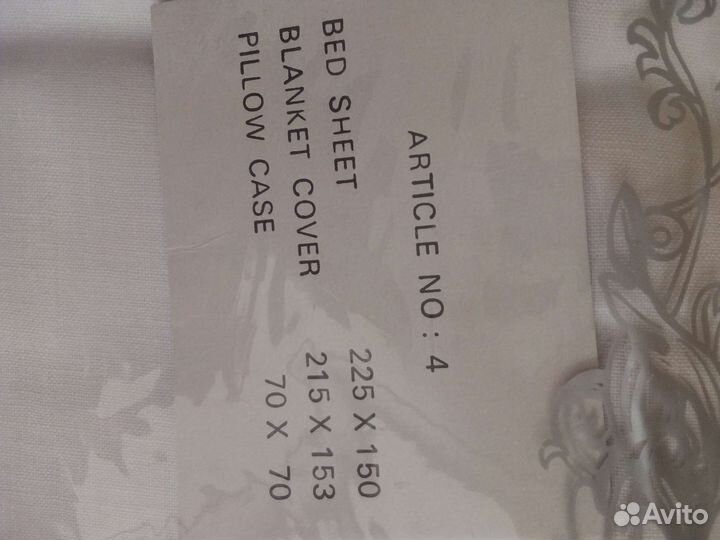 ARTICLE NO : 4
BED SHEET 225 X 150
BLANKET COVER 215 X 153
PILLOW CASE 70 X 70
Avito